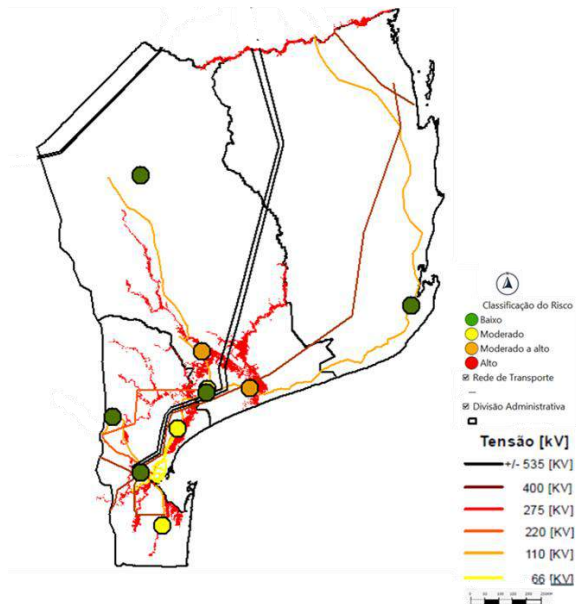 Classificação do Risco
Baixo
Moderado
Moderado a alto
Alto
Rede de Transporte
Divisão Administrativa
Tensão [kV]
+/- 535 [KV]
400 [KV]
275 [KV]
220 [KV]
110 [KV]
66 [KV]